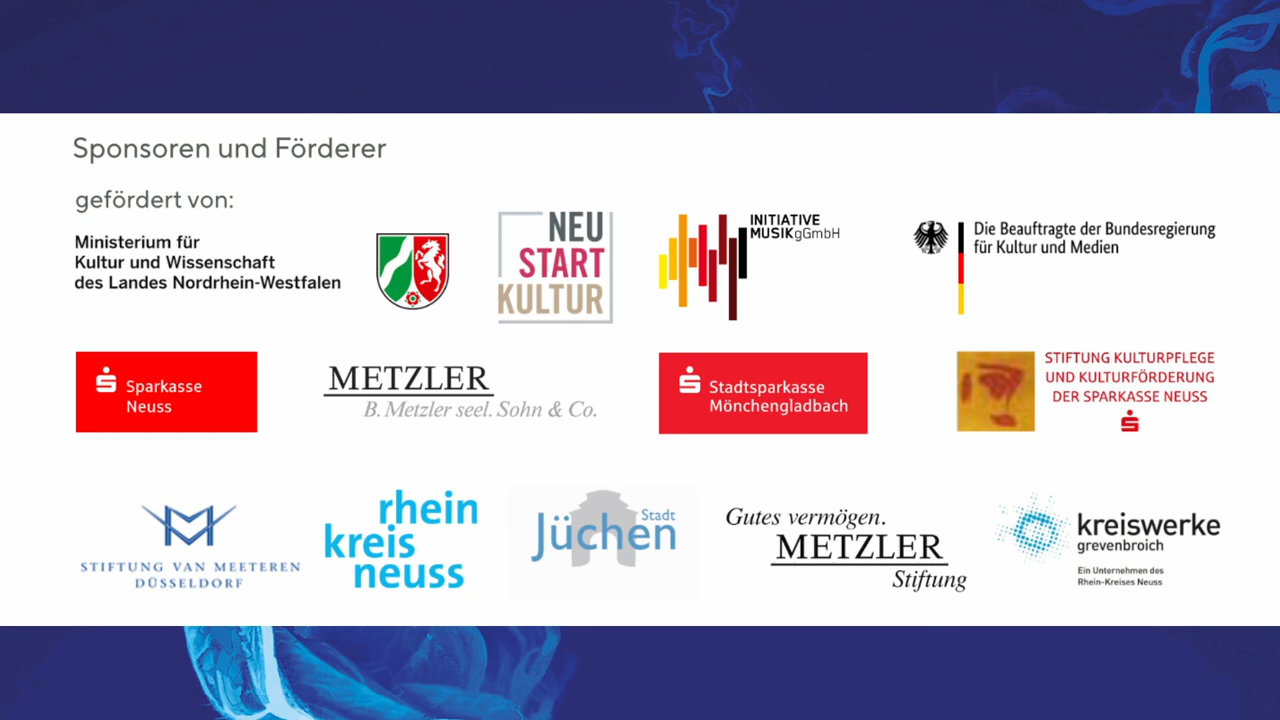 Sponsoren und Förderer
gefördert von:
Ministerium für
Kultur und Wissenschaft
des Landes Nordrhein-Westfalen
NEU
START
KULTUR
INITIATIVE
MUSIKgGmbH
Die Beauftragte der Bundesregierung
für Kultur und Medien
Sparkasse
Neuss
METZLER
B. Metzler seel. Sohn & Co.
Stadtsparkasse
Mönchengladbach
STIFTUNG KULTURPFLEGE
UND KULTURFÖRDERUNG
DER SPARKASSE NEUSS
STIFTUNG VAN MEETEREN
DÜSSELDORF
rhein
kreis
neuss
Stadt
Jüchen
Gutes vermögen.
METZLER
Stiftung
kreiswerke
grevenbroich
Ein Unternehmen des
Rhein-Kreises Neuss